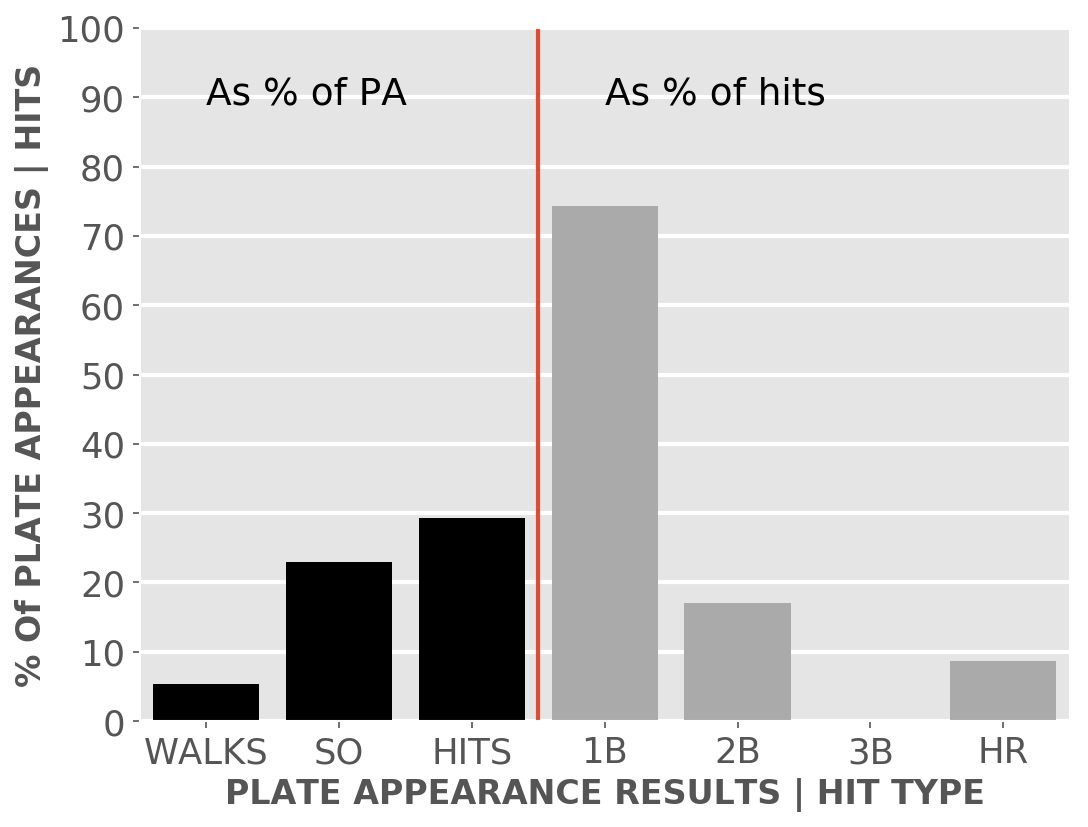 % Of PLATE APPEARANCES | HITS
100
90
80
70
60
50
40
30
20
10
0
As % of PA
As % of hits
WALKS SO HITS 1B 2B 3B HR
PLATE APPEARANCE RESULTS | HIT TYPE